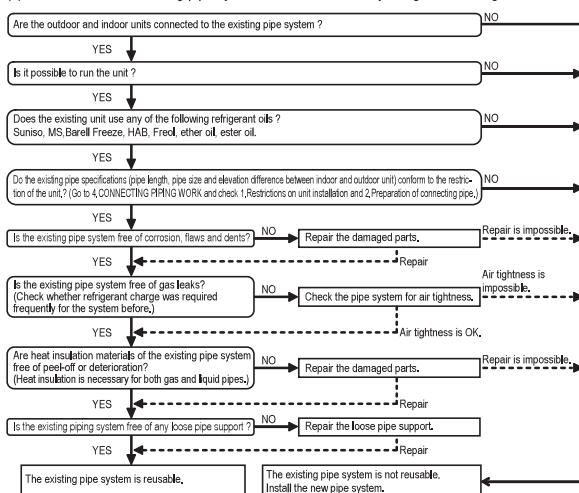 Are the outdoor and indoor units connected to the existing pipe system ?
NO
YES
Is it possible to run the unit ?
NO
YES
Does the existing unit use any of the following refrigerant oils ?
Suniso, MS,Barell Freeze, HAB, Freol, ether oil, ester oil.
NO
YES
Do the existing pipe specifications (pipe length, pipe size and elevation difference between indoor and outdoor unit) conform to the restric-
tion of the unit.? (Go to 4.CONNECTING PIPING WORK and check 1.Restrictions on unit installation and 2.Preparation of connecting pipe.)
NO
YES
Is the existing pipe system free of corrosion, flaws and dents?
NO
Repair the damaged parts.
Repair is impossible.
YES
Repair
Is the existing pipe system free of gas leaks?
(Check whether refrigerant charge was required
frequently for the system before.)
NO
Check the pipe system for air tightness.
Air tightness is
impossible.
YES
Air tightness is OK.
Are heat insulation materials of the existing pipe system
free of peel-off or deterioration?
(Heat insulation is necessary for both gas and liquid pipes.)
NO
Repair the damaged parts.
Repair is impossible.
YES
Repair
Is the existing piping system free of any loose pipe support ?
NO
Repair the loose pipe support.
YES
Repair
The existing pipe system is reusable.
The existing pipe system is not reusable.
Install the new pipe system.